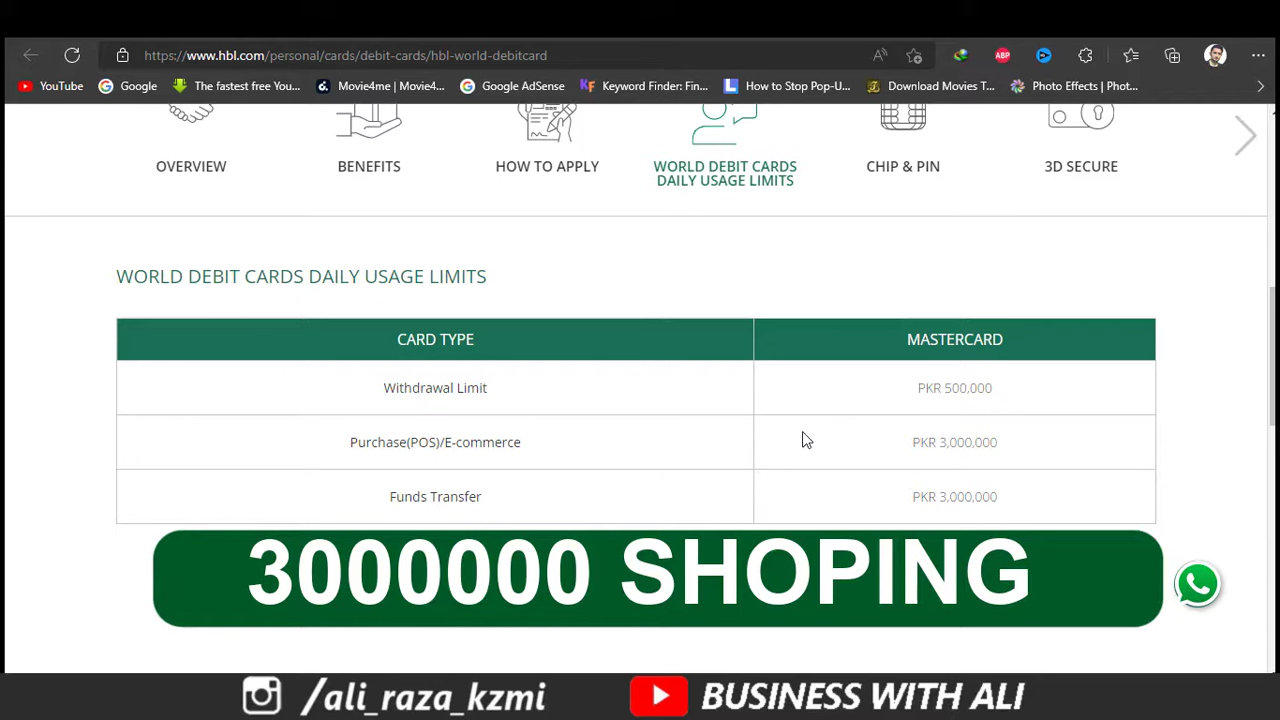 https://www.hbl.com/personal/cards/debit-cards/hbl-world-debitcard
YouTube Google The fastest free You... Movie4me | Movie4... Google AdSense Keyword Finder: Fin... How to Stop Pop-U... Download Movies T... Photo Effects | Phot...
OVERVIEW BENEFITS HOW TO APPLY WORLD DEBIT CARDS CHIP & PIN 3D SECURE
DAILY USAGE LIMITS
WORLD DEBIT CARDS DAILY USAGE LIMITS
CARD TYPE MASTERCARD
Withdrawal Limit PKR 500,000
Purchase(POS)/E-commerce PKR 3,000,000
Funds Transfer PKR 3,000,000
3000000 SHOPING
/ali_raza_kzmi BUSINESS WITH ALI